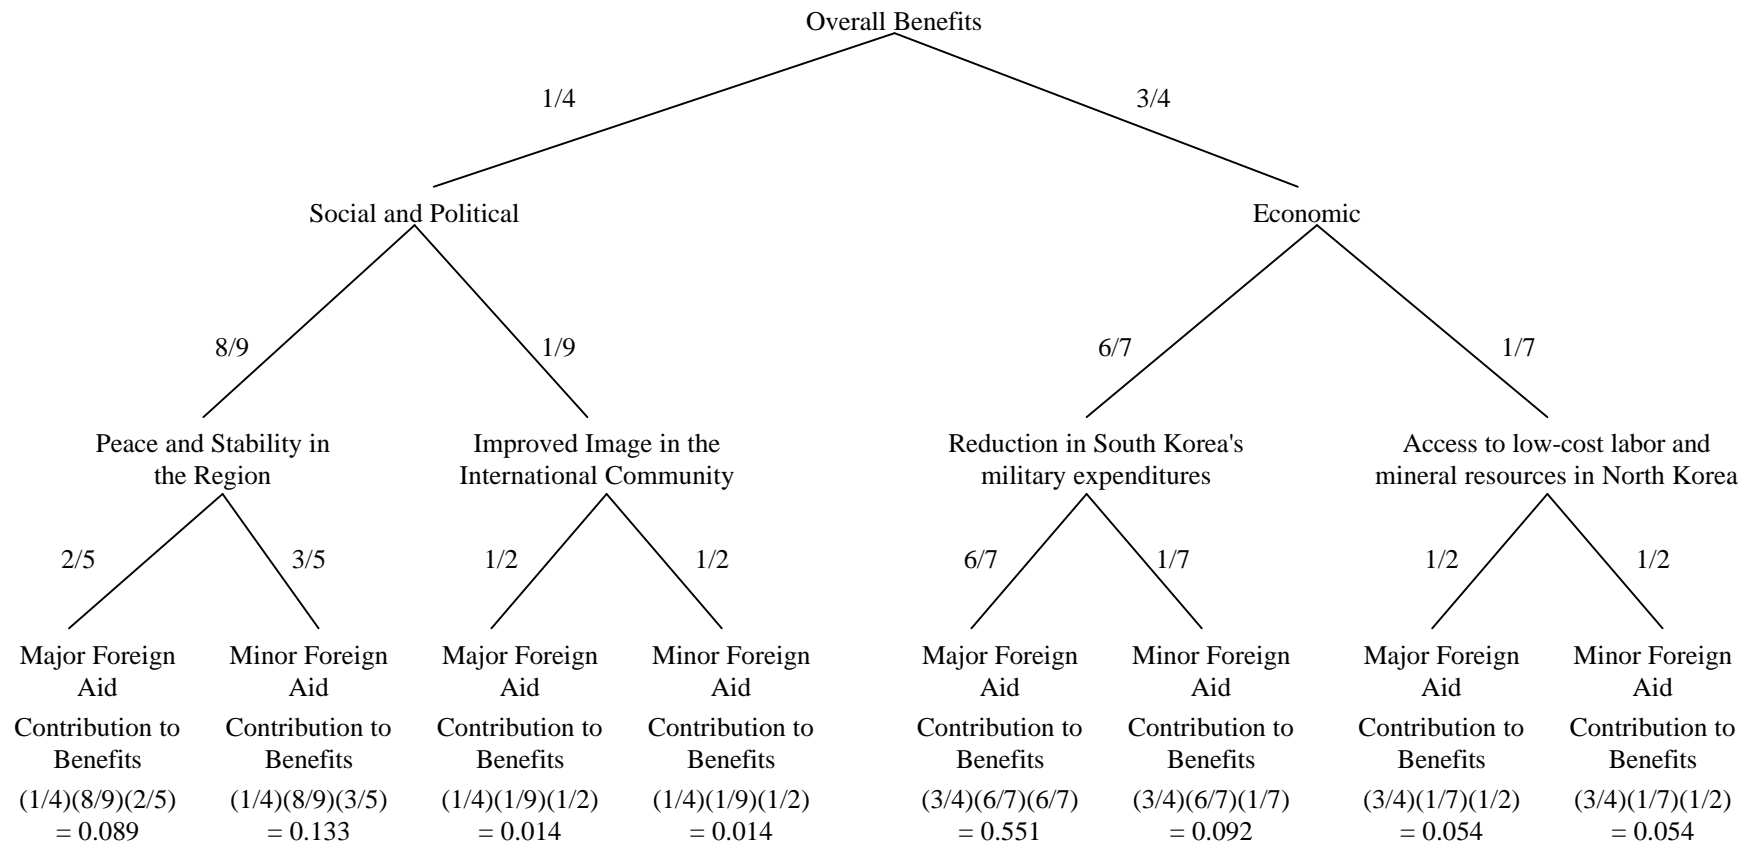 Overall Benefits
1/4
3/4
Social and Political
Economic
8/9
1/9
6/7
1/7
Peace and Stability in
the Region
Improved Image in the
International Community
Reduction in South Korea's
military expenditures
Access to low-cost labor and
mineral resources in North Korea
2/5
3/5
1/2
1/2
6/7
1/7
1/2
1/2
Major Foreign
Aid
Minor Foreign
Aid
Major Foreign
Aid
Minor Foreign
Aid
Major Foreign
Aid
Minor Foreign
Aid
Major Foreign
Aid
Minor Foreign
Aid
Contribution to
Benefits
Contribution to
Benefits
Contribution to
Benefits
Contribution to
Benefits
Contribution to
Benefits
Contribution to
Benefits
Contribution to
Benefits
Contribution to
Benefits
(1/4)(8/9)(2/5)
= 0.089
(1/4)(8/9)(3/5)
= 0.133
(1/4)(1/9)(1/2)
= 0.014
(1/4)(1/9)(1/2)
= 0.014
(3/4)(6/7)(6/7)
= 0.551
(3/4)(6/7)(1/7)
= 0.092
(3/4)(1/7)(1/2)
= 0.054
(3/4)(1/7)(1/2)
= 0.054